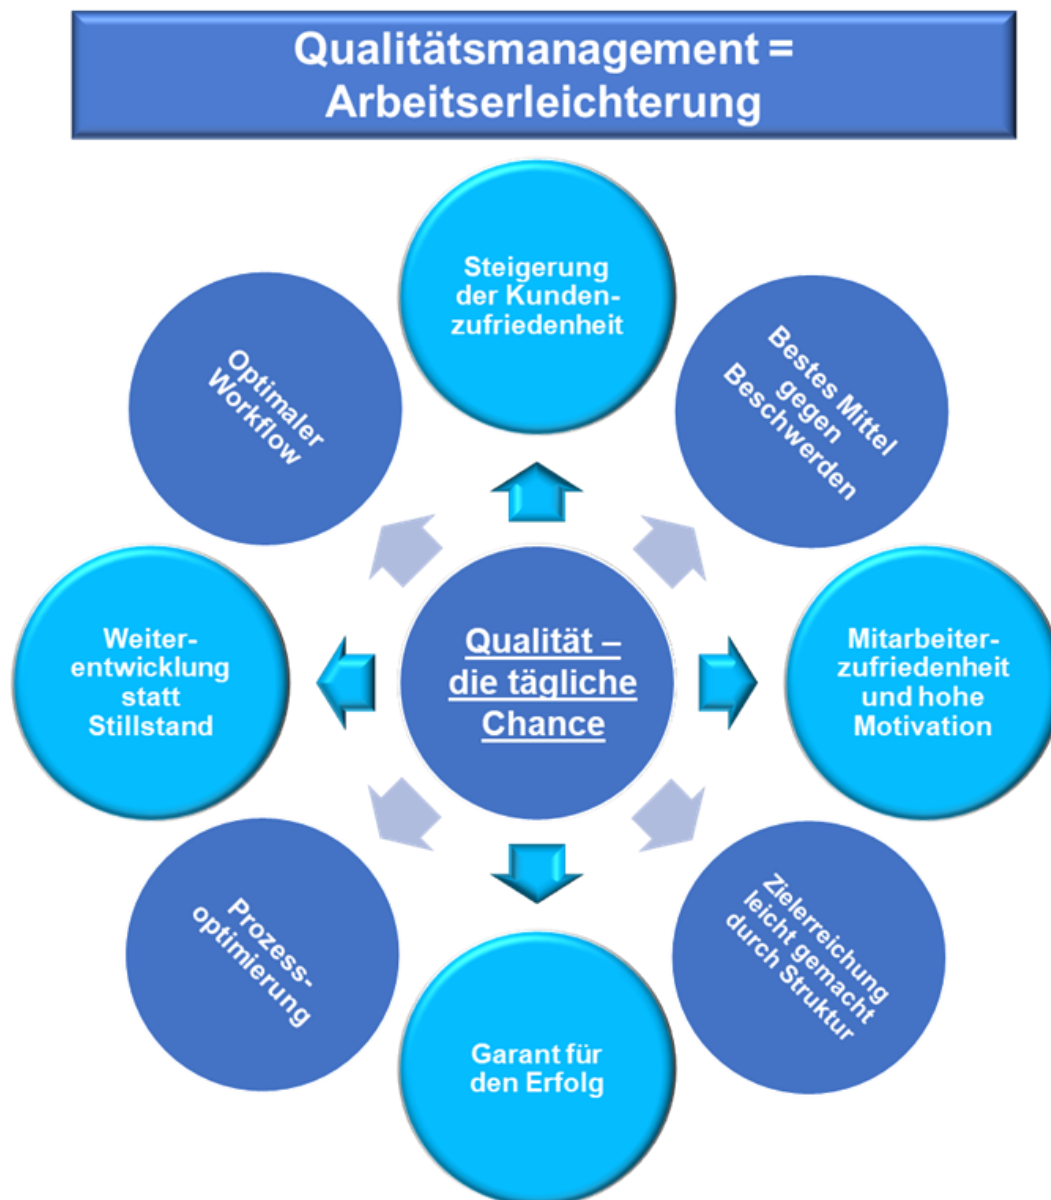 Qualitätsmanagement =
Arbeitserleichterung
Steigerung
der Kunden-
zufriedenheit
Bestes Mittel
gegen
Beschwerden
Mitarbeiter-
zufriedenheit
und hohe
Motivation
Zielerreichung
leicht gemacht
durch Struktur
Garant für
den Erfolg
Prozess-
optimierung
Weiter-
entwicklung
statt
Stillstand
Optimaler
Workflow
Qualität –
die tägliche
Chance